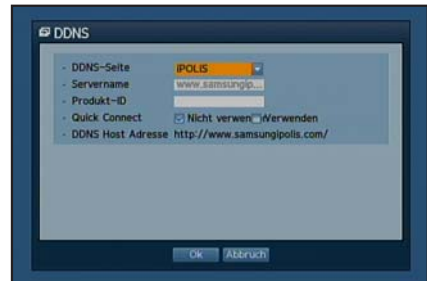 DDNS
- DDNS-Seite iPOLiS
- Servername www.samsungip...
- Produkt-ID
- Quick Connect Nicht verwen Verwenden
- DDNS Host Adresse http://www.samsungipolis.com/
Ok Abbruch